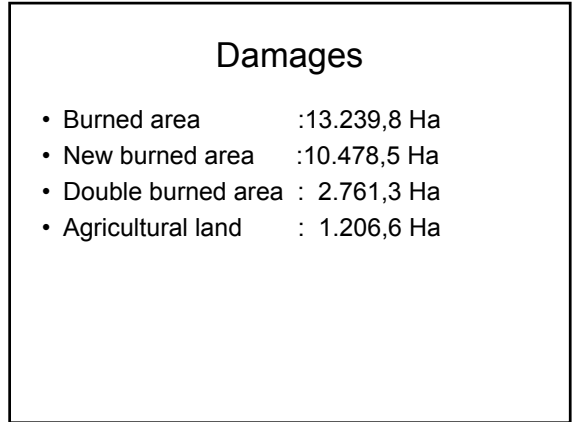 Damages
• Burned area :13.239,8 Ha
• New burned area :10.478,5 Ha
• Double burned area : 2.761,3 Ha
• Agricultural land : 1.206,6 Ha